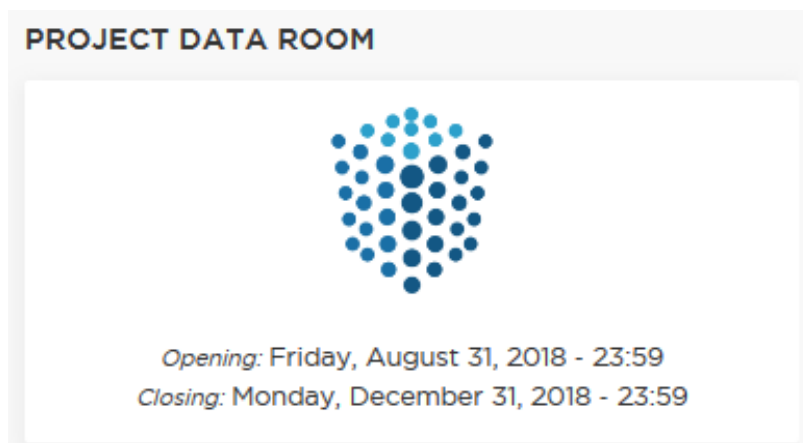 PROJECT DATA ROOM
Opening: Friday, August 31, 2018 - 23:59
Closing: Monday, December 31, 2018 - 23:59